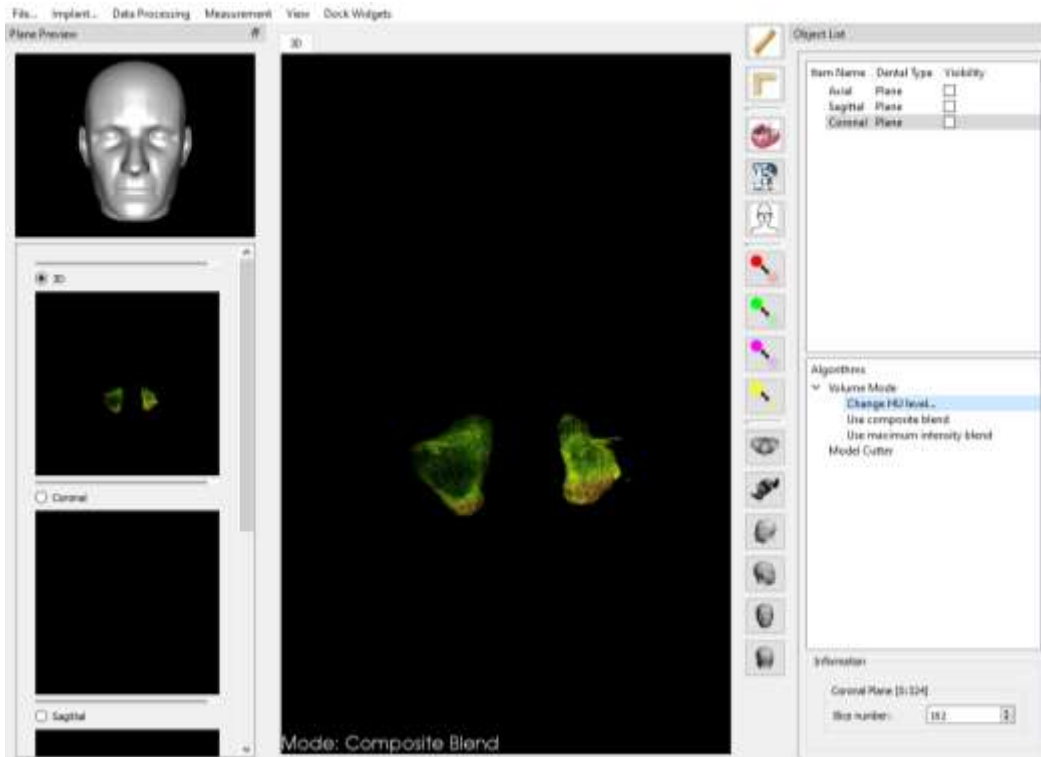 File... Implant... Data Processing Measurement View Dock Widgets
Plane Preview
3D
Object List
Item Name Dental Type Visibility
Axial Plane
Sagittal Plane
Coronal Plane
3D
Coronal
Sagittal
Mode: Composite Blend
Algorithms
Volume Mode
Change HU level...
Use composite blend
Use maximum intensity blend
Model Cutter
Information
Coronal Plane [0:324]
Slice number: 162